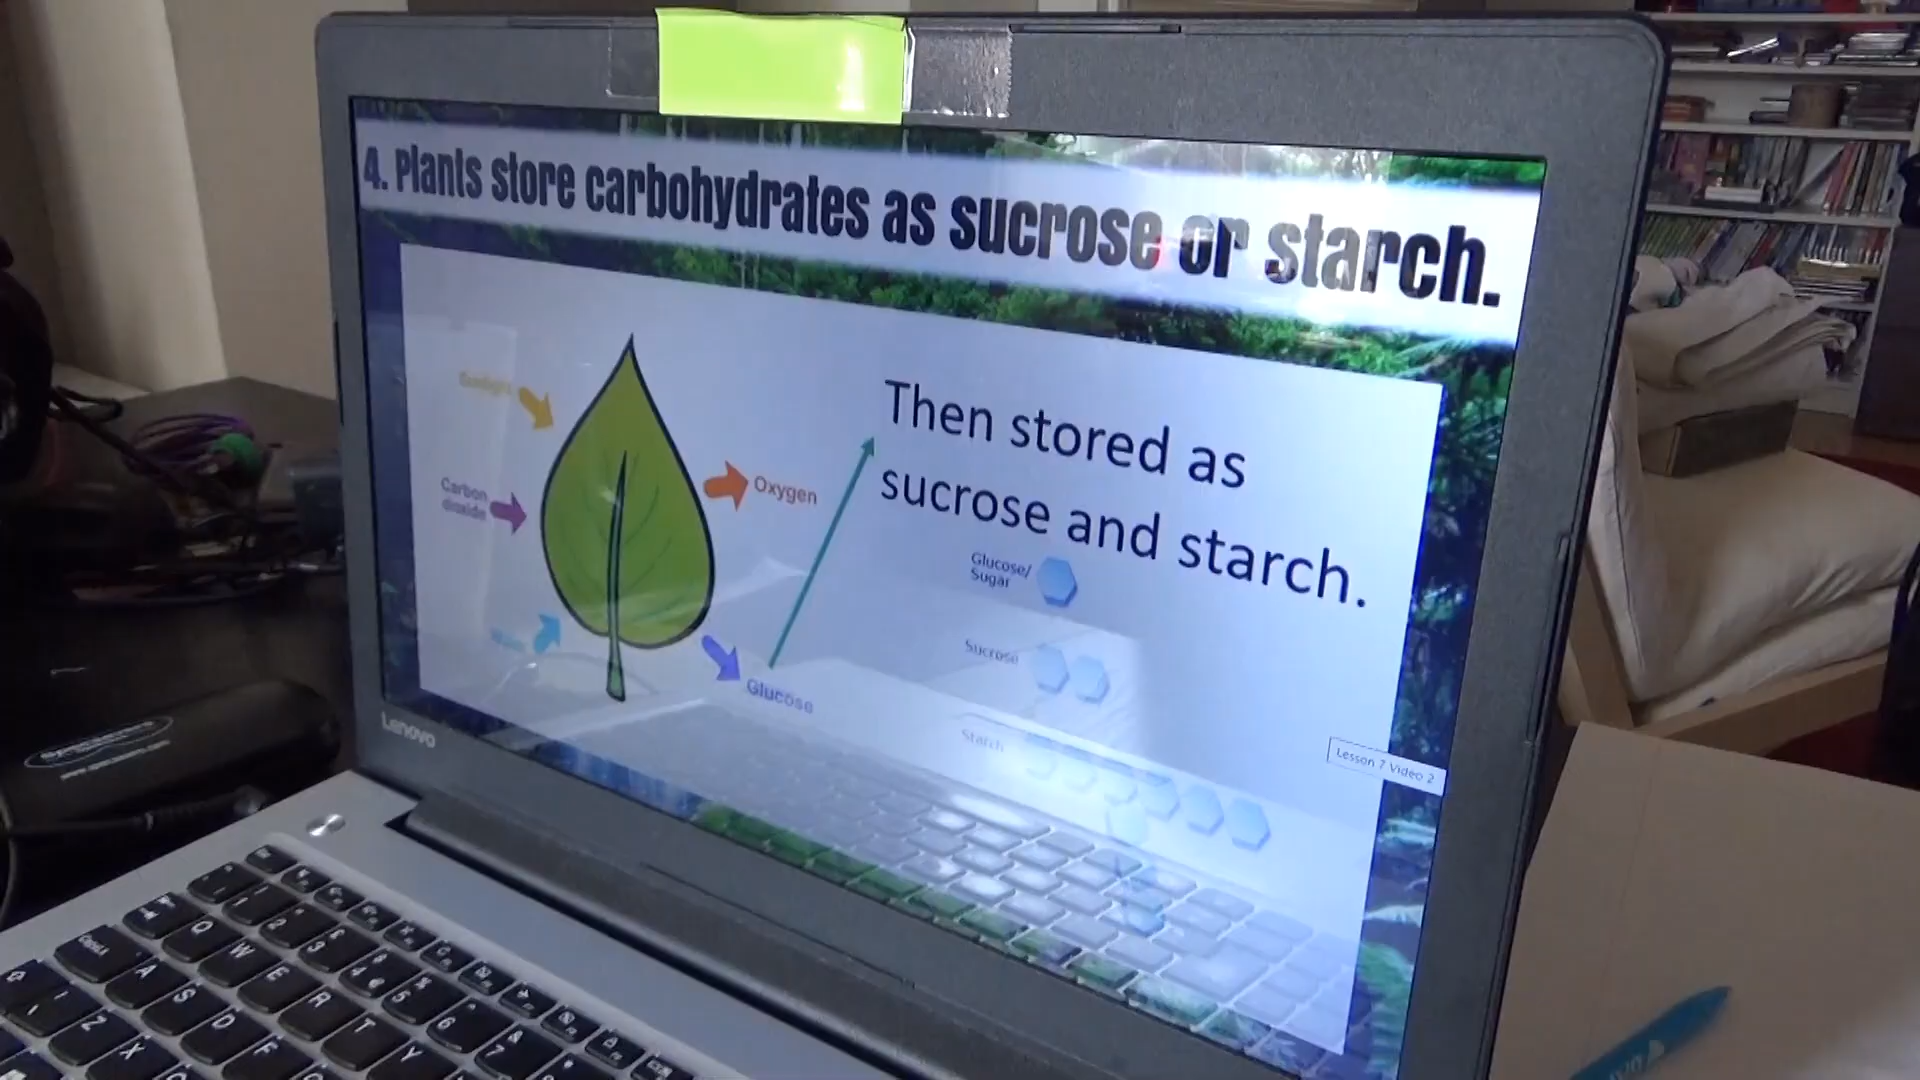 4. Plants store carbohydrates as sucrose or starch.
Then stored as
sucrose and starch.
Sunlight
Carbon
dioxide
Oxygen
Glucose
Glucose/
Sugar
Sucrose
Starch
Lesson 7 Video 2
Lenovo
Q W E R T Y
A S D F
Z X